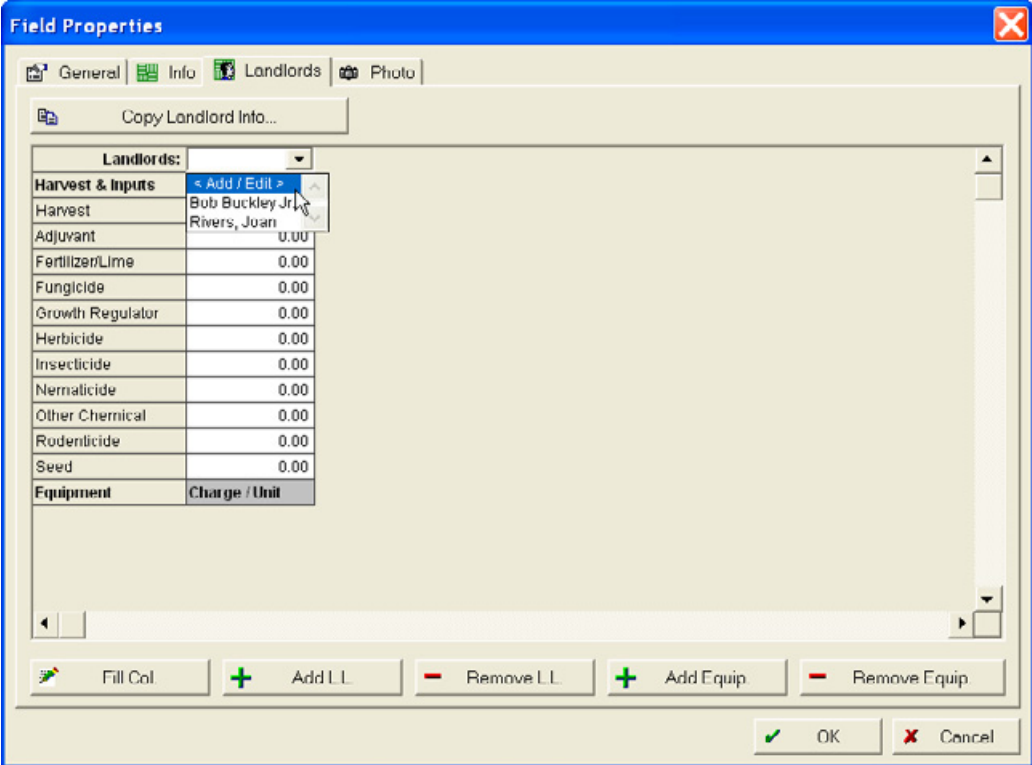 Field Properties
General Info Landlords Photo
Copy Landlord Info...
Landlords:
Harvest & Inputs < Add / Edit >
Bob Buckley Jr.
Harvest
Rivers, Joan
Adjuvant 0.00
Fertilizer/Lime 0.00
Fungicide 0.00
Growth Regulator 0.00
Herbicide 0.00
Insecticide 0.00
Nematicide 0.00
Other Chemical 0.00
Rodenticide 0.00
Seed 0.00
Equipment Charge / Unit
Fill Col. Add L.L. Remove L.L. Add Equip. Remove Equip.
OK Cancel